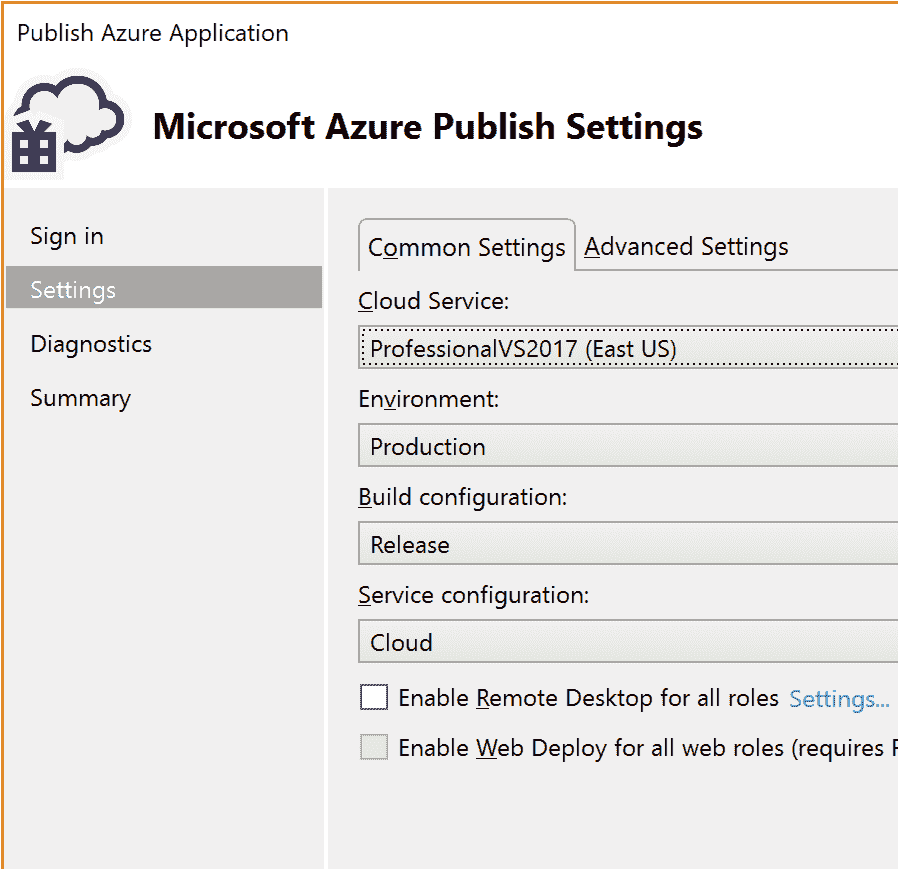 Publish Azure Application
Microsoft Azure Publish Settings
Sign in
Settings
Diagnostics
Summary
Common Settings
Advanced Settings
Cloud Service:
ProfessionalVS2017 (East US)
Environment:
Production
Build configuration:
Release
Service configuration:
Cloud
Enable Remote Desktop for all roles Settings...
Enable Web Deploy for all web roles (requires